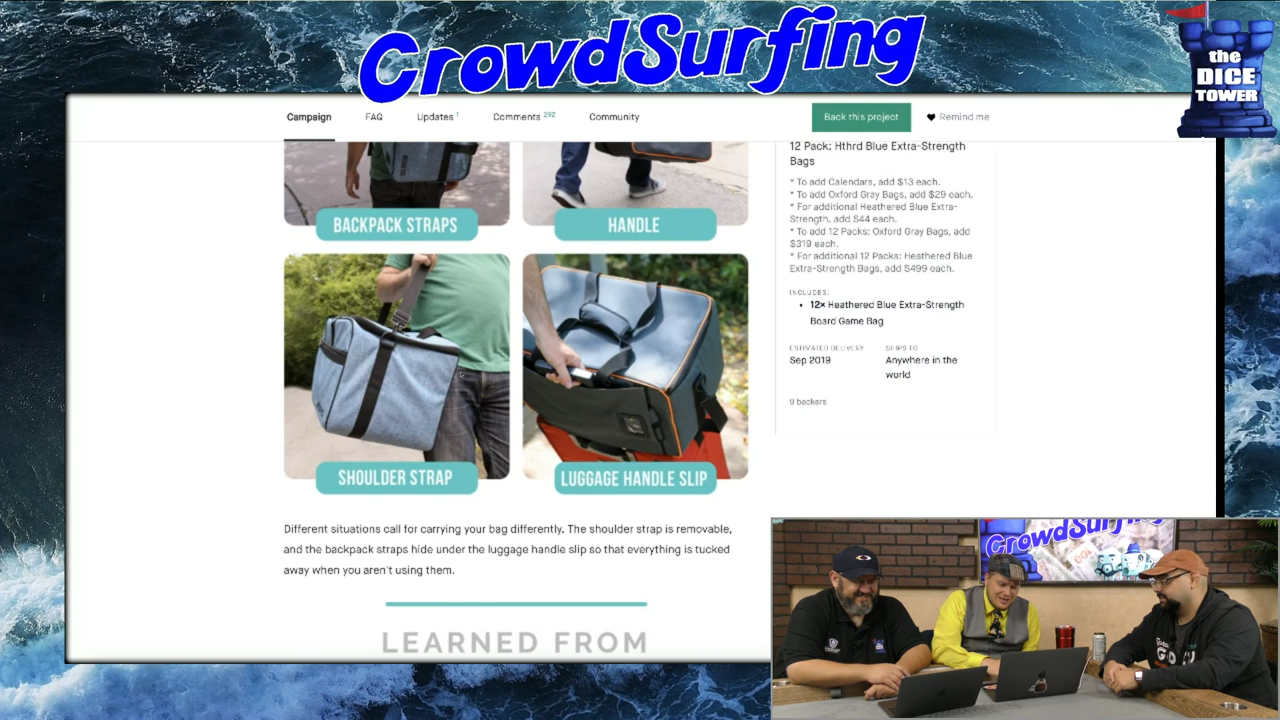 CrowdSurfing
the
DICE
TOWER
Campaign
FAQ
Updates 1
Comments 292
Community
Back this project
Remind me
BACKPACK STRAPS
HANDLE
SHOULDER STRAP
LUGGAGE HANDLE SLIP
Different situations call for carrying your bag differently. The shoulder strap is removable,
and the backpack straps hide under the luggage handle slip so that everything is tucked
away when you aren't using them.
LEARNED FROM
12 Pack: Hthrd Blue Extra-Strength
Bags
* To add Calendars, add $13 each.
* To add Oxford Gray Bags, add $29 each.
* For additional Heathered Blue Extra-
Strength, add $44 each.
* To add 12 Packs: Oxford Gray Bags, add
$319 each.
* For additional 12 Packs: Heathered Blue
Extra-Strength Bags, add $499 each.
INCLUDES:
• 12× Heathered Blue Extra-Strength
Board Game Bag
ESTIMATED DELIVERY
Sep 2019
SHIPS TO
Anywhere in the
world
9 backers
CrowdSurfing